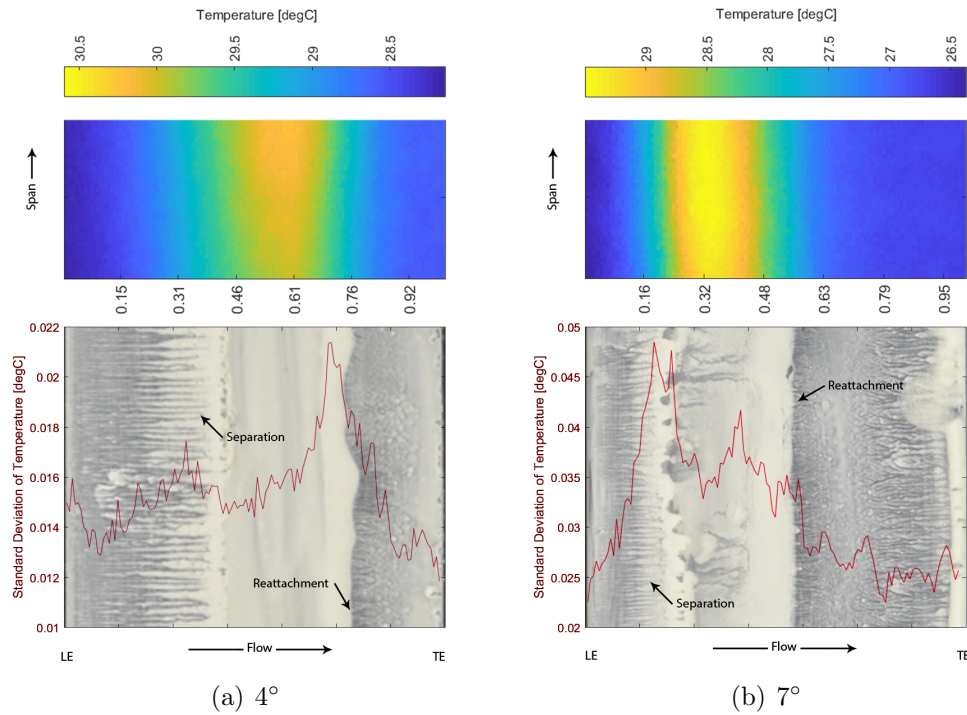 Temperature [degC]
30.5 30 29.5 29 28.5
Span
0.15 0.31 0.46 0.61 0.76 0.92
Standard Deviation of Temperature [degC]
0.022
0.02
0.018
0.016
0.014
0.012
0.01
Separation
Reattachment
LE Flow TE
(a) 4°
Temperature [degC]
29 28.5 28 27.5 27 26.5
Span
0.16 0.32 0.48 0.63 0.79 0.95
Standard Deviation of Temperature [degC]
0.05
0.045
0.04
0.035
0.03
0.025
0.02
Reattachment
Separation
LE Flow TE
(b) 7°